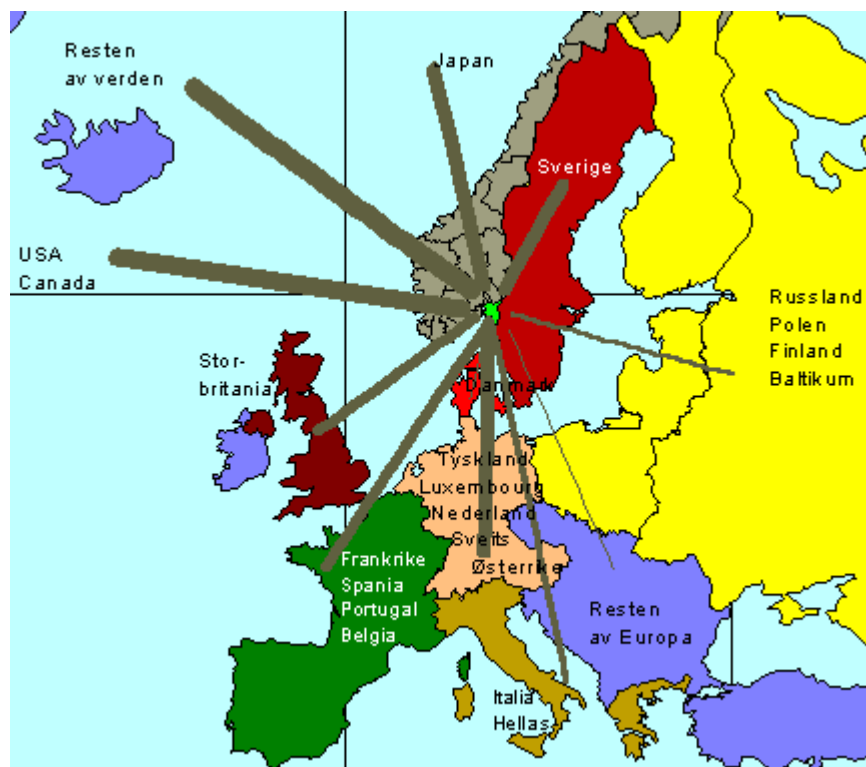 Resten
av verden
Japan
Sverige
USA
Canada
Russland
Polen
Finland
Baltikum
Stor-
britania
Danmark
Tyskland
Luxembourg
Nederland
Sveits
Østerrike
Frankrike
Spania
Portugal
Belgia
Resten
av Europa
Italia
Hellas